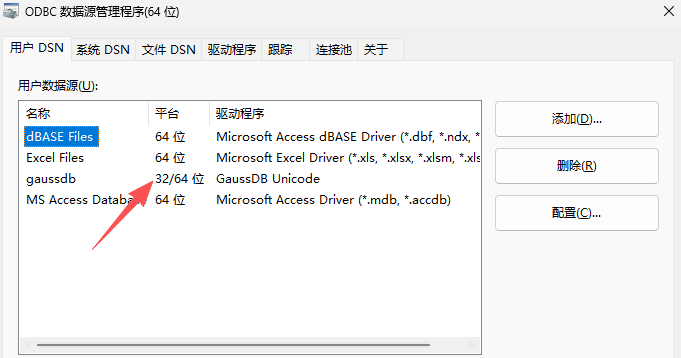 ODBC 数据源管理程序(64 位)
用户 DSN 系统 DSN 文件 DSN 驱动程序 跟踪 连接池 关于
用户数据源(U):
名称 平台 驱动程序
dBASE Files 64 位 Microsoft Access dBASE Driver (*.dbf, *.ndx, *
Excel Files 64 位 Microsoft Excel Driver (*.xls, *.xlsx, *.xlsm, *.xls
gaussdb 32/64 位 GaussDB Unicode
MS Access Databa 64 位 Microsoft Access Driver (*.mdb, *.accdb)
添加(D)...
删除(R)
配置(C)...